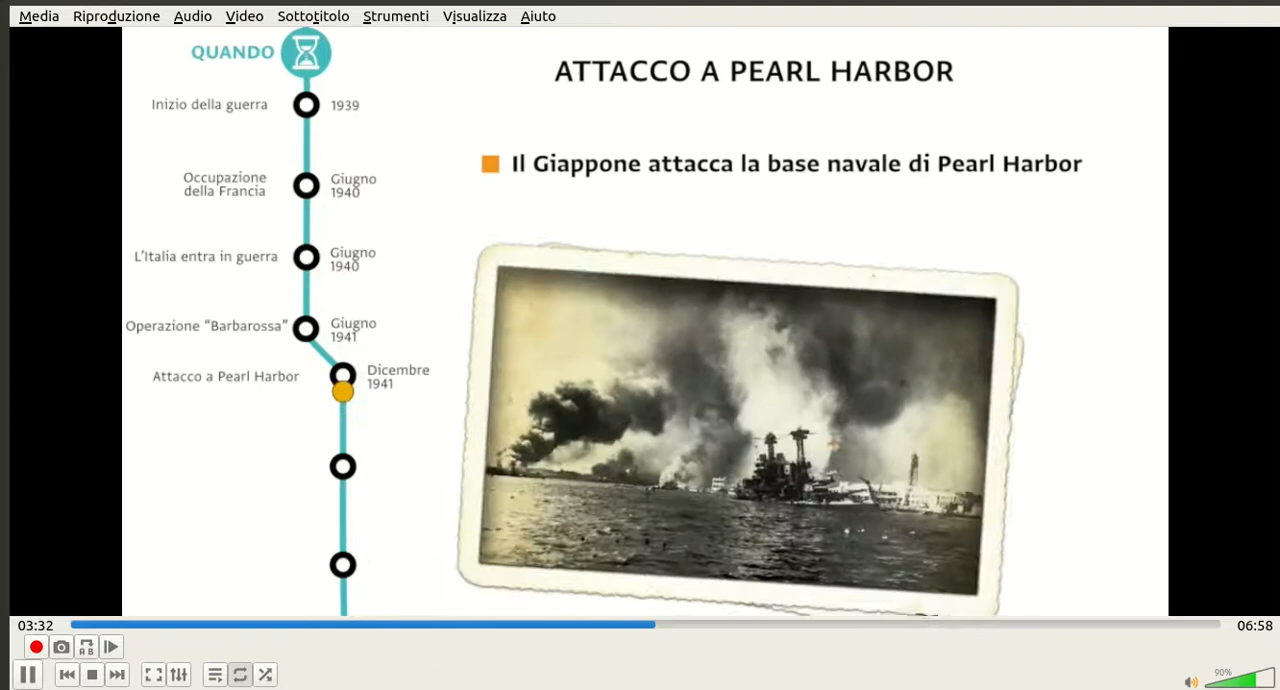 Media Riproduzione Audio Video Sottotitolo Strumenti Visualizza Aiuto
QUANDO
ATTACCO A PEARL HARBOR
Inizio della guerra 1939
Il Giappone attacca la base navale di Pearl Harbor
Occupazione
della Francia
Giugno
1940
L'Italia entra in guerra
Giugno
1940
Operazione “Barbarossa”
Giugno
1941
Attacco a Pearl Harbor
Dicembre
1941
03:32 06:58
A B
90%